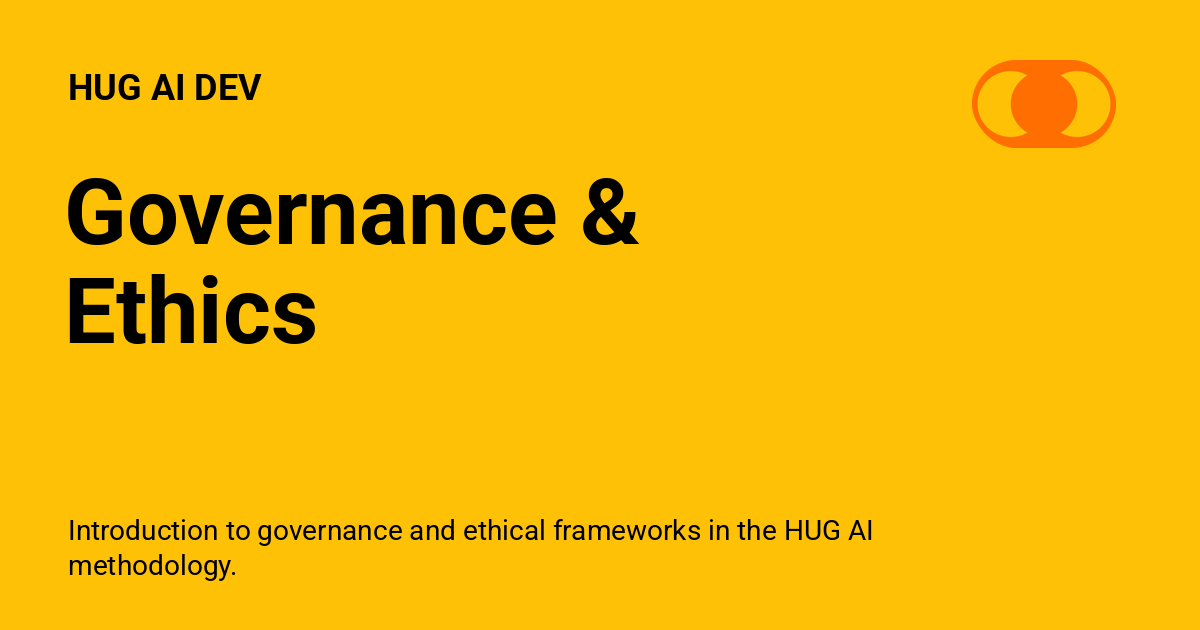 HUG AI DEV
Governance &
Ethics
Introduction to governance and ethical frameworks in the HUG AI
methodology.